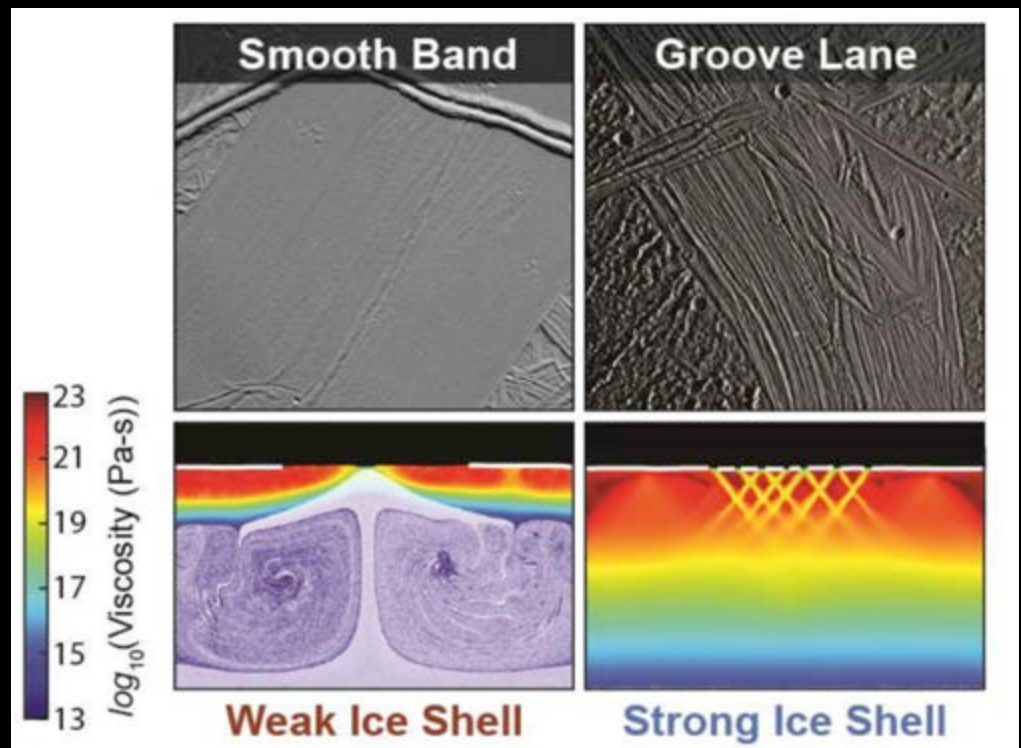 Smooth Band
Groove Lane
23
21
19
17
15
13
log10(Viscosity (Pa-s))
Weak Ice Shell
Strong Ice Shell